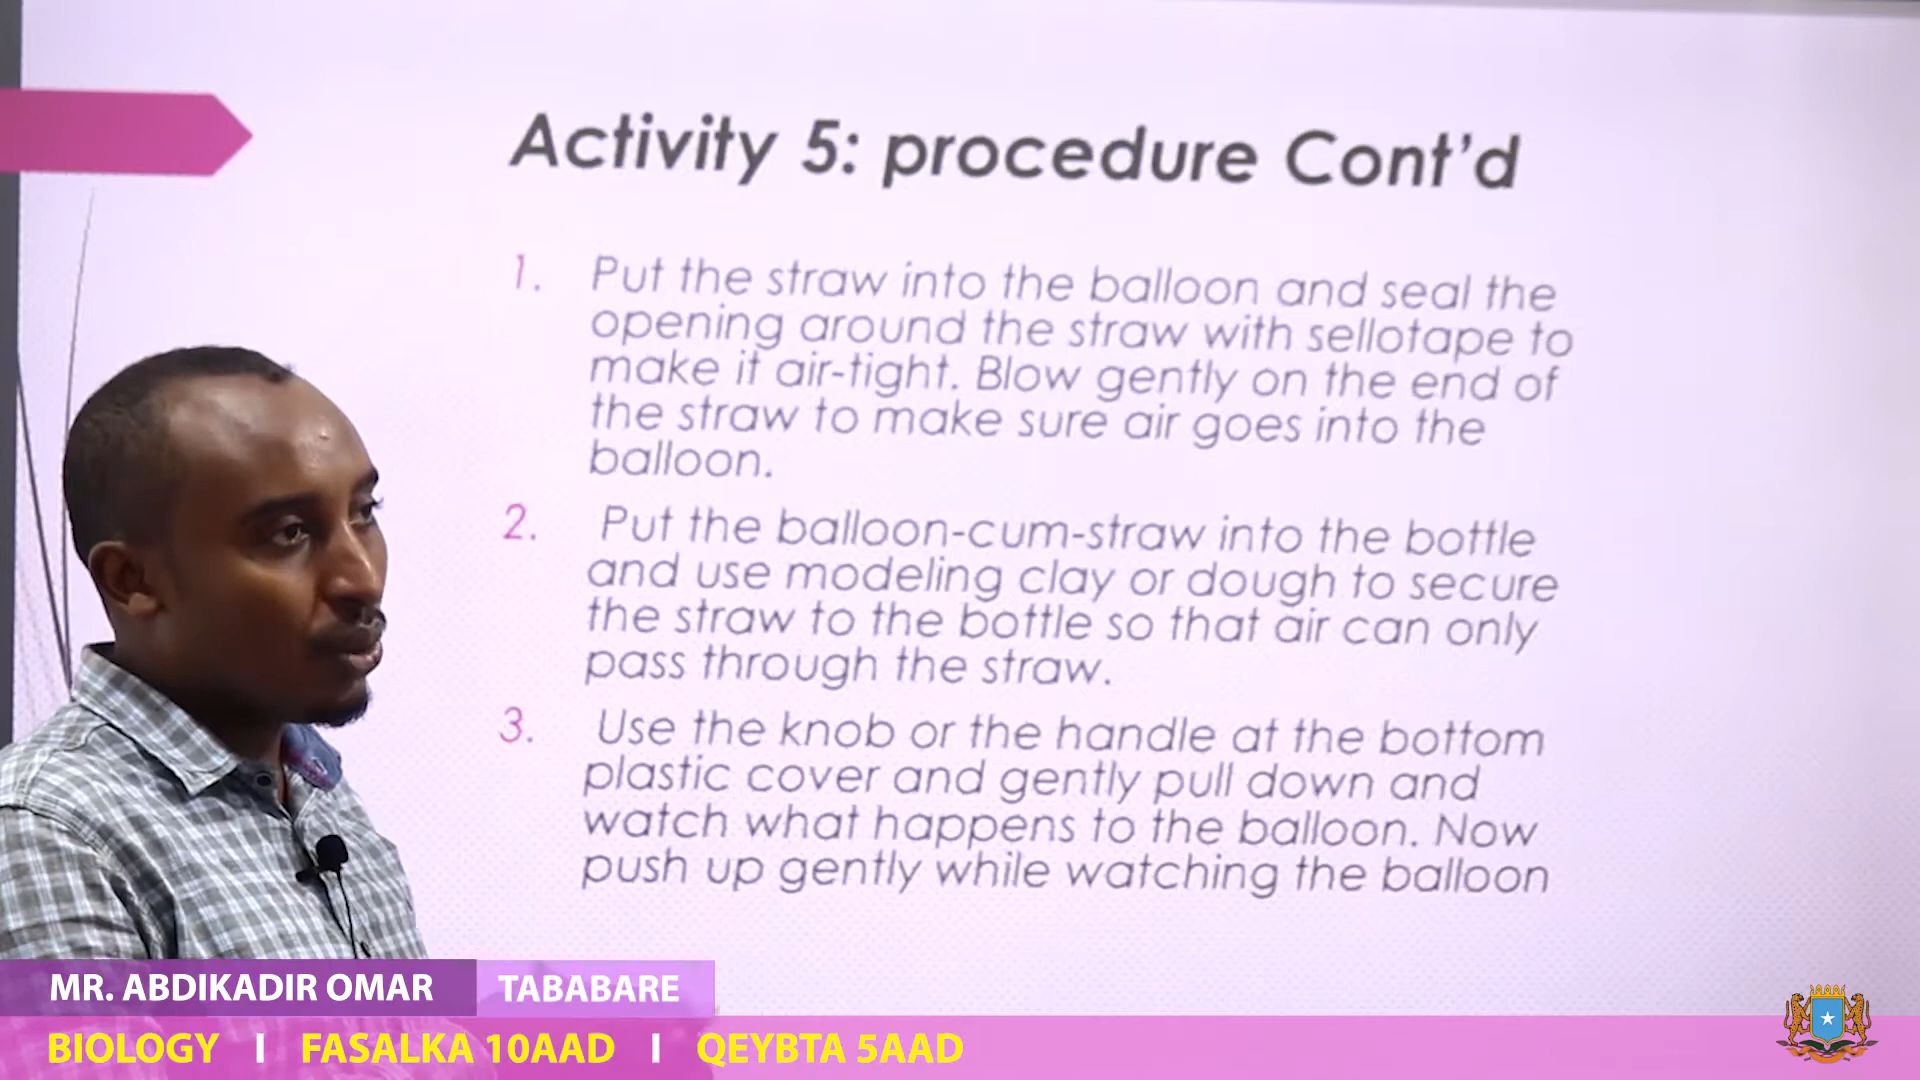 Activity 5: procedure Cont'd
1. Put the straw into the balloon and seal the
opening around the straw with sellotape to
make it air-tight. Blow gently on the end of
the straw to make sure air goes into the
balloon.
2. Put the balloon-cum-straw into the bottle
and use modeling clay or dough to secure
the straw to the bottle so that air can only
pass through the straw.
3. Use the knob or the handle at the bottom
plastic cover and gently pull down and
watch what happens to the balloon. Now
push up gently while watching the balloon
MR. ABDIKADIR OMAR TABABARE
BIOLOGY I FASALKA 10AAD I QEYBTA 5AAD